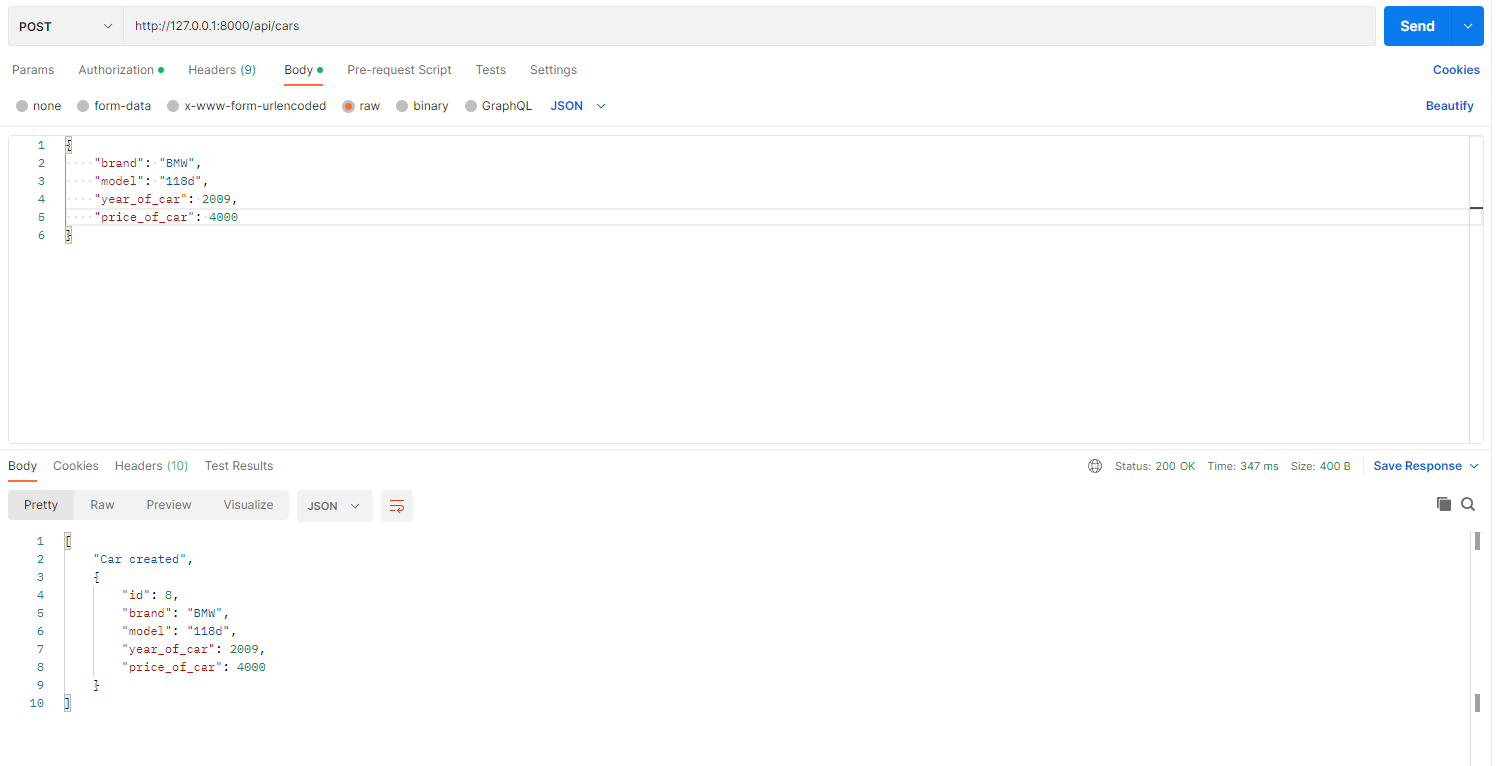 POST http://127.0.0.1:8000/api/cars Send
Params Authorization Headers (9) Body Pre-request Script Tests Settings Cookies
none form-data x-www-form-urlencoded raw binary GraphQL JSON Beautify
1 {
2 "brand": "BMW",
3 "model": "118d",
4 "year_of_car": 2009,
5 "price_of_car": 4000
6 }
Body Cookies Headers (10) Test Results Status: 200 OK Time: 347 ms Size: 400 B Save Response
Pretty Raw Preview Visualize JSON
1 [
2 "Car created",
3 {
4 "id": 8,
5 "brand": "BMW",
6 "model": "118d",
7 "year_of_car": 2009,
8 "price_of_car": 4000
9 }
10 ]